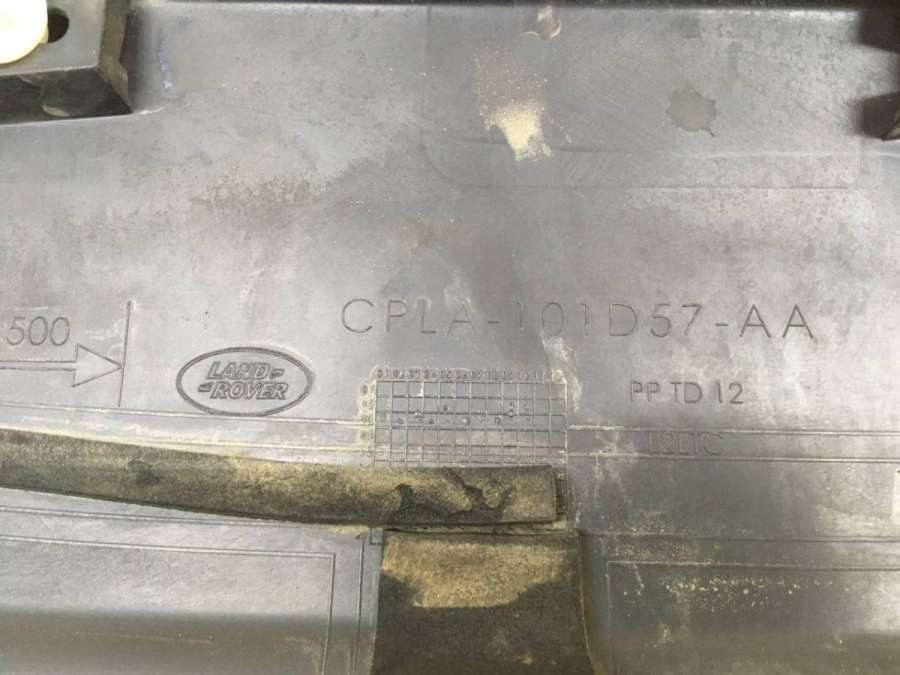 CPLA-101D57-AA
500
LAND
ROVER
PP TD 12